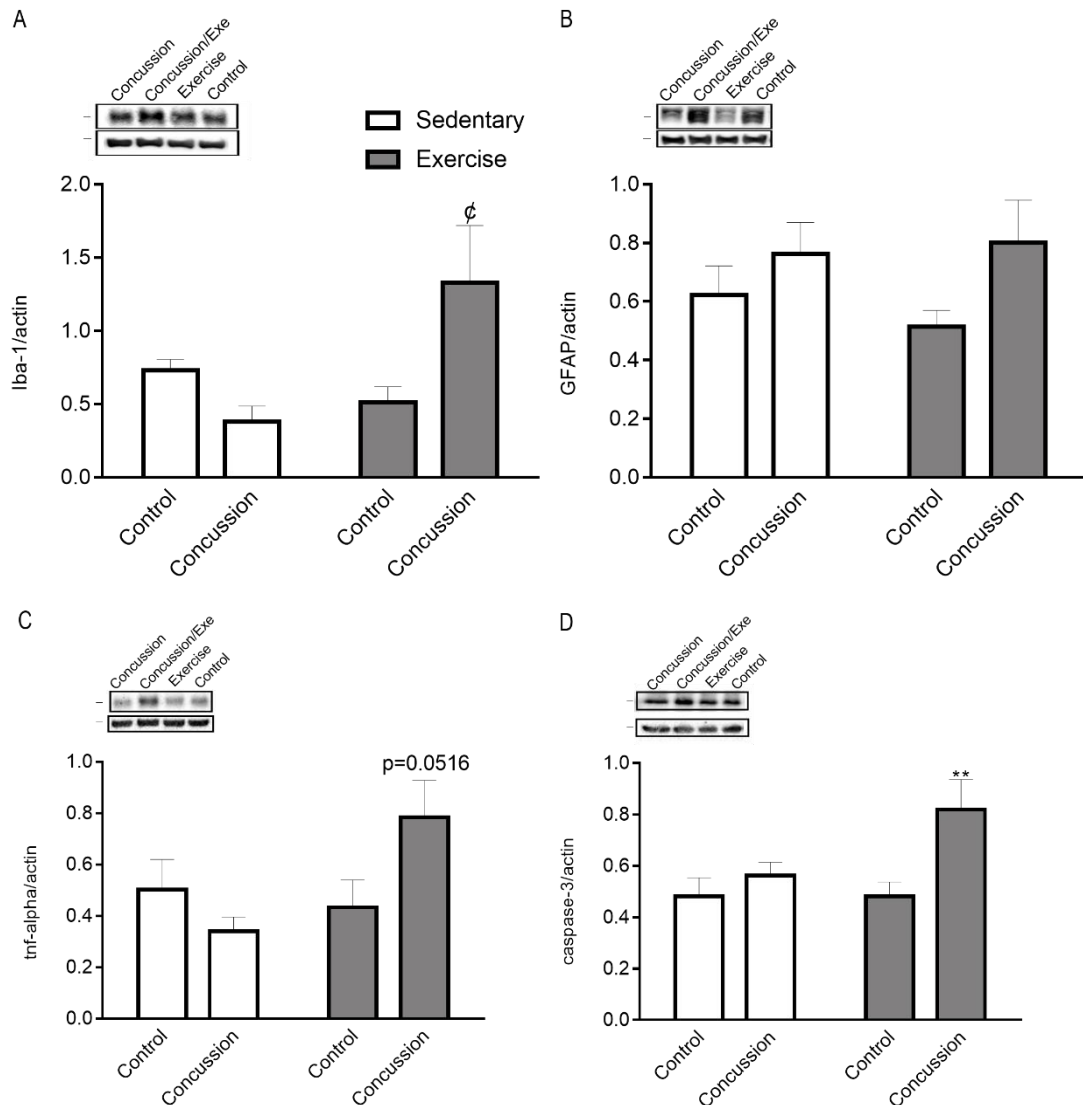 A
Concussion
Concussion/Exe
Exercise
Control
Sedentary
Exercise
¢
2.0
1.5
1.0
0.5
0.0
Iba-1/actin
Control
Concussion
Control
Concussion
B
Concussion
Concussion/Exe
Exercise
Control
1.0
0.8
0.6
0.4
0.2
0.0
GFAP/actin
Control
Concussion
Control
Concussion
C
Concussion
Concussion/Exe
Exercise
Control
p=0.0516
1.0
0.8
0.6
0.4
0.2
0.0
tnf-alpha/actin
Control
Concussion
Control
Concussion
D
Concussion
Concussion/Exe
Exercise
Control
**
1.0
0.8
0.6
0.4
0.2
0.0
caspase-3/actin
Control
Concussion
Control
Concussion